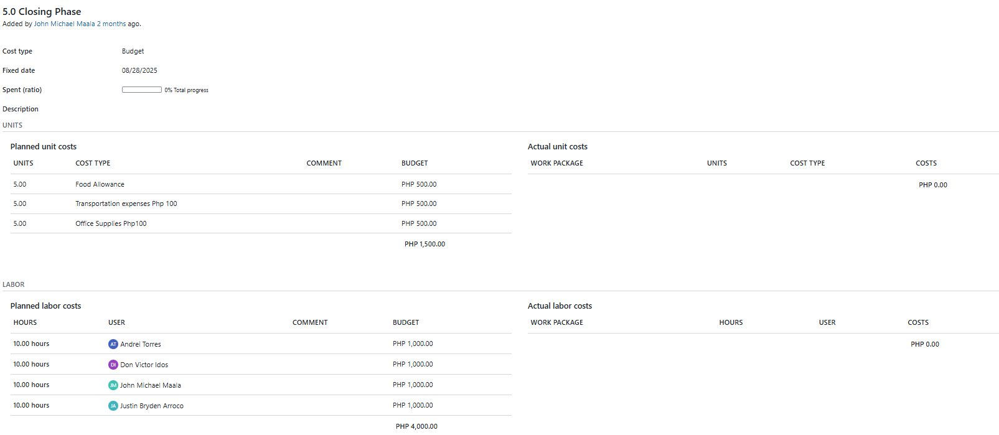 5.0 Closing Phase
Added by John Michael Maala 2 months ago.
Cost type Budget
Fixed date 08/28/2025
Spent (ratio) 0% Total progress
Description
UNITS
Planned unit costs
UNITS COST TYPE COMMENT BUDGET
5.00 Food Allowance PHP 500.00
5.00 Transportation expenses Php 100 PHP 500.00
5.00 Office Supplies Php100 PHP 500.00
PHP 1,500.00
Actual unit costs
WORK PACKAGE UNITS COST TYPE COSTS
PHP 0.00
LABOR
Planned labor costs
HOURS USER COMMENT BUDGET
10.00 hours AT Andrei Torres PHP 1,000.00
10.00 hours DI Don Victor Idos PHP 1,000.00
10.00 hours JM John Michael Maala PHP 1,000.00
10.00 hours JA Justin Bryden Arroco PHP 1,000.00
PHP 4,000.00
Actual labor costs
WORK PACKAGE HOURS USER COSTS
PHP 0.00